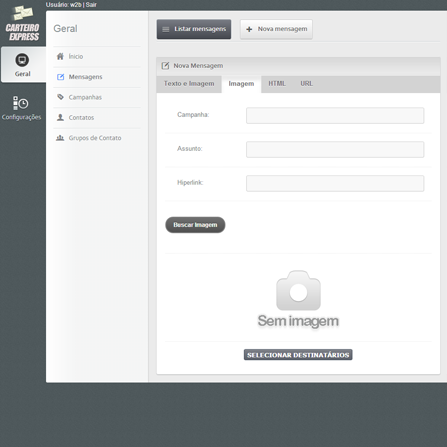 Usuário: w2b | Sair
CARTEIRO
EXPRESS
Geral
Configurações
Geral
Início
Mensagens
Campanhas
Contatos
Grupos de Contato
Listar mensagens
Nova mensagem
Nova Mensagem
Texto e Imagem Imagem HTML URL
Campanha:
Assunto:
Hiperlink:
Buscar Imagem
Sem imagem
SELECIONAR DESTINATÁRIOS